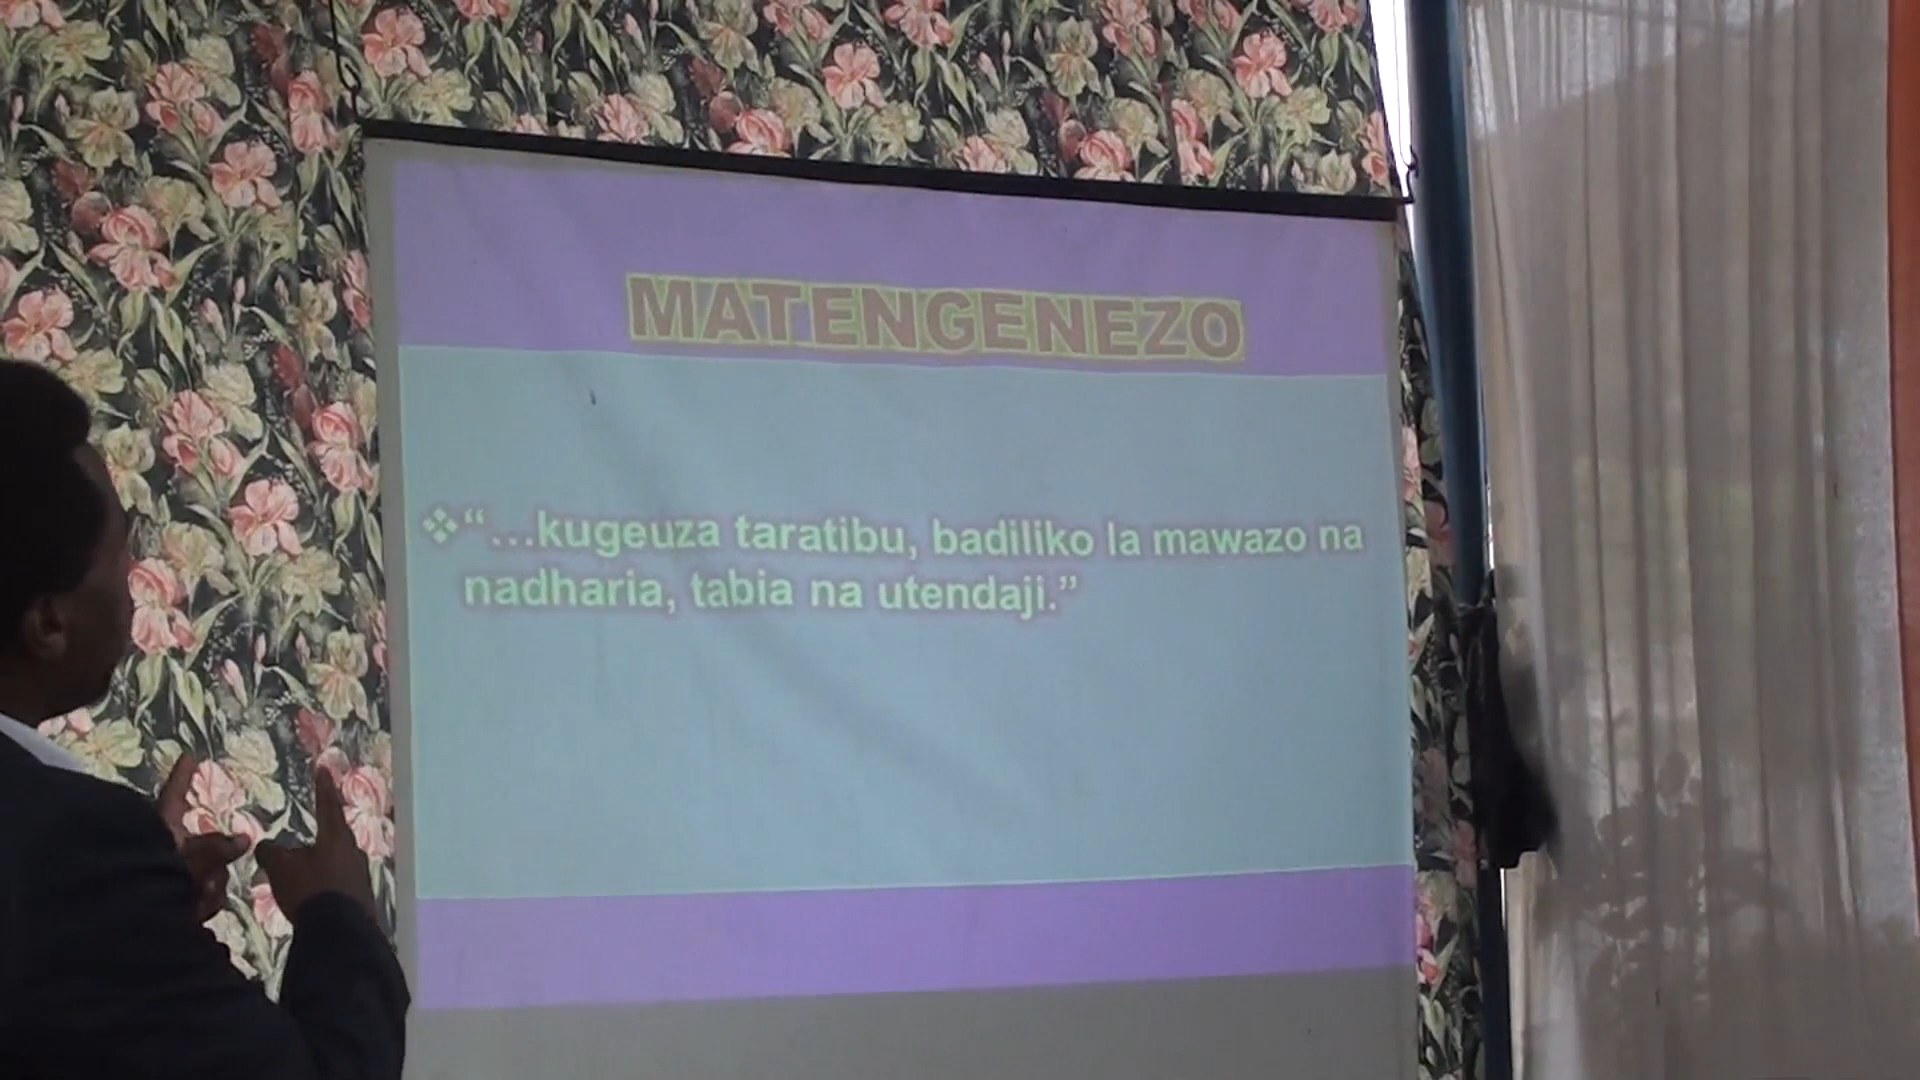 MATENGENEZO
❖“…kugeuza taratibu, badiliko la mawazo na
nadharia, tabia na utendaji.”